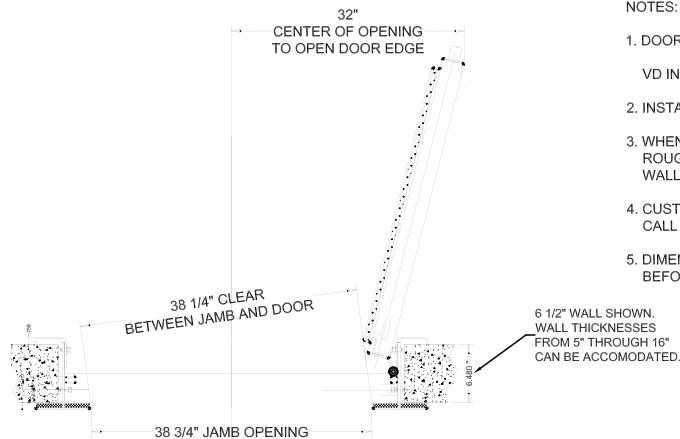 32"
CENTER OF OPENING
TO OPEN DOOR EDGE
NOTES:
1. DOOR
VD IN
2. INSTA
3. WHEN
ROUG
WALL
4. CUST
CALL
5. DIMEN
BEFO
38 1/4" CLEAR
BETWEEN JAMB AND DOOR
6 1/2" WALL SHOWN.
WALL THICKNESSES
FROM 5" THROUGH 16"
CAN BE ACCOMODATED.
6.480"
38 3/4" JAMB OPENING